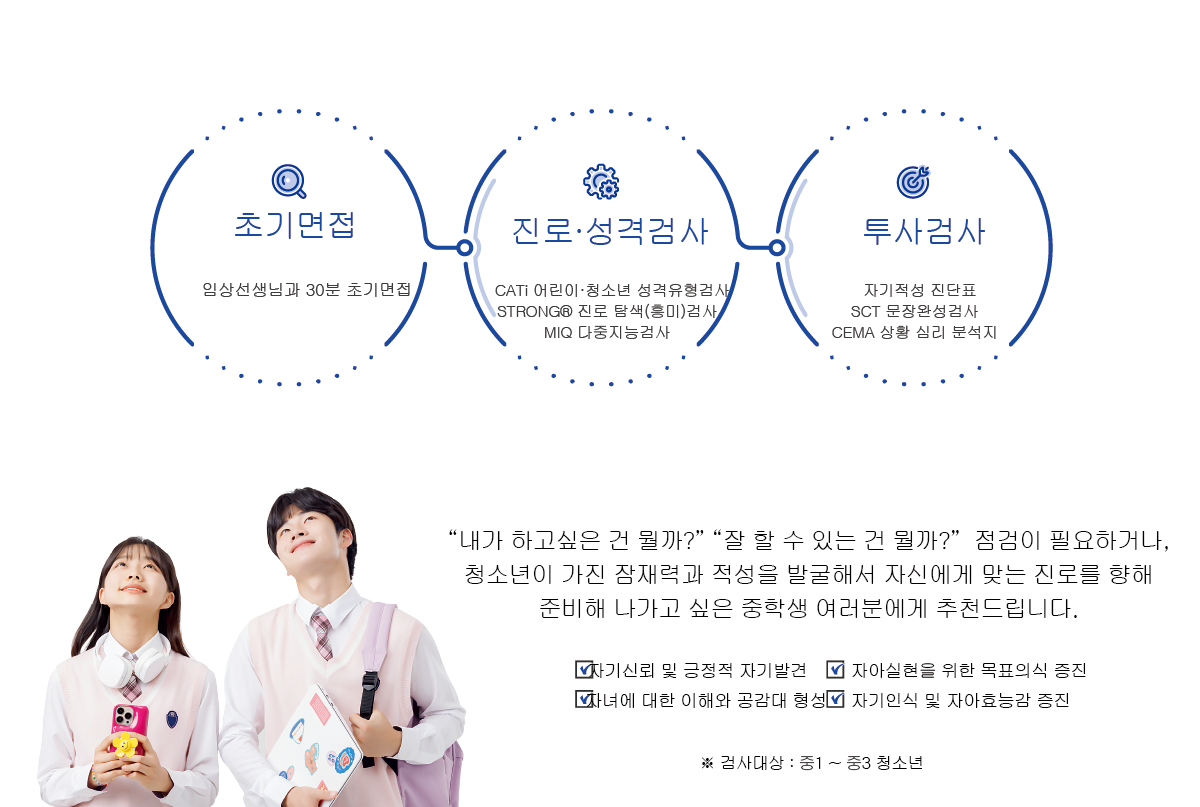 초기면접
임상선생님과 30분 초기면접
진로·성격검사
CATi 어린이·청소년 성격유형검사
STRONG® 진로 탐색(흥미)검사
MIQ 다중지능검사
투사검사
자기적성 진단표
SCT 문장완성검사
CEMA 상황 심리 분석지
“내가 하고싶은 건 뭘까?” “잘 할 수 있는 건 뭘까?” 점검이 필요하거나,
청소년이 가진 잠재력과 적성을 발굴해서 자신에게 맞는 진로를 향해
준비해 나가고 싶은 중학생 여러분에게 추천드립니다.
자기신뢰 및 긍정적 자기발견
자아실현을 위한 목표의식 증진
자녀에 대한 이해와 공감대 형성
자기인식 및 자아효능감 증진
※ 검사대상 : 중1 ~ 중3 청소년